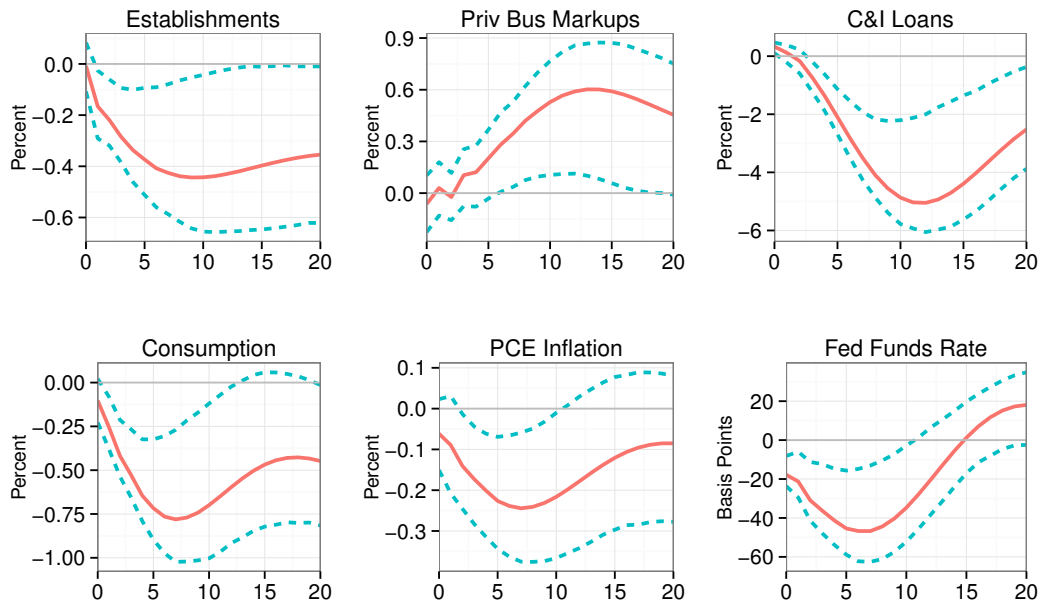 Establishments
Priv Bus Markups
C&I Loans
Percent
0.0
−0.2
−0.4
−0.6
0 5 10 15 20
Percent
0.9
0.6
0.3
0.0
0 5 10 15 20
Percent
0
−2
−4
−6
0 5 10 15 20
Consumption
PCE Inflation
Fed Funds Rate
Percent
0.00
−0.25
−0.50
−0.75
−1.00
0 5 10 15 20
Percent
0.1
0.0
−0.1
−0.2
−0.3
0 5 10 15 20
Basis Points
20
0
−20
−40
−60
0 5 10 15 20